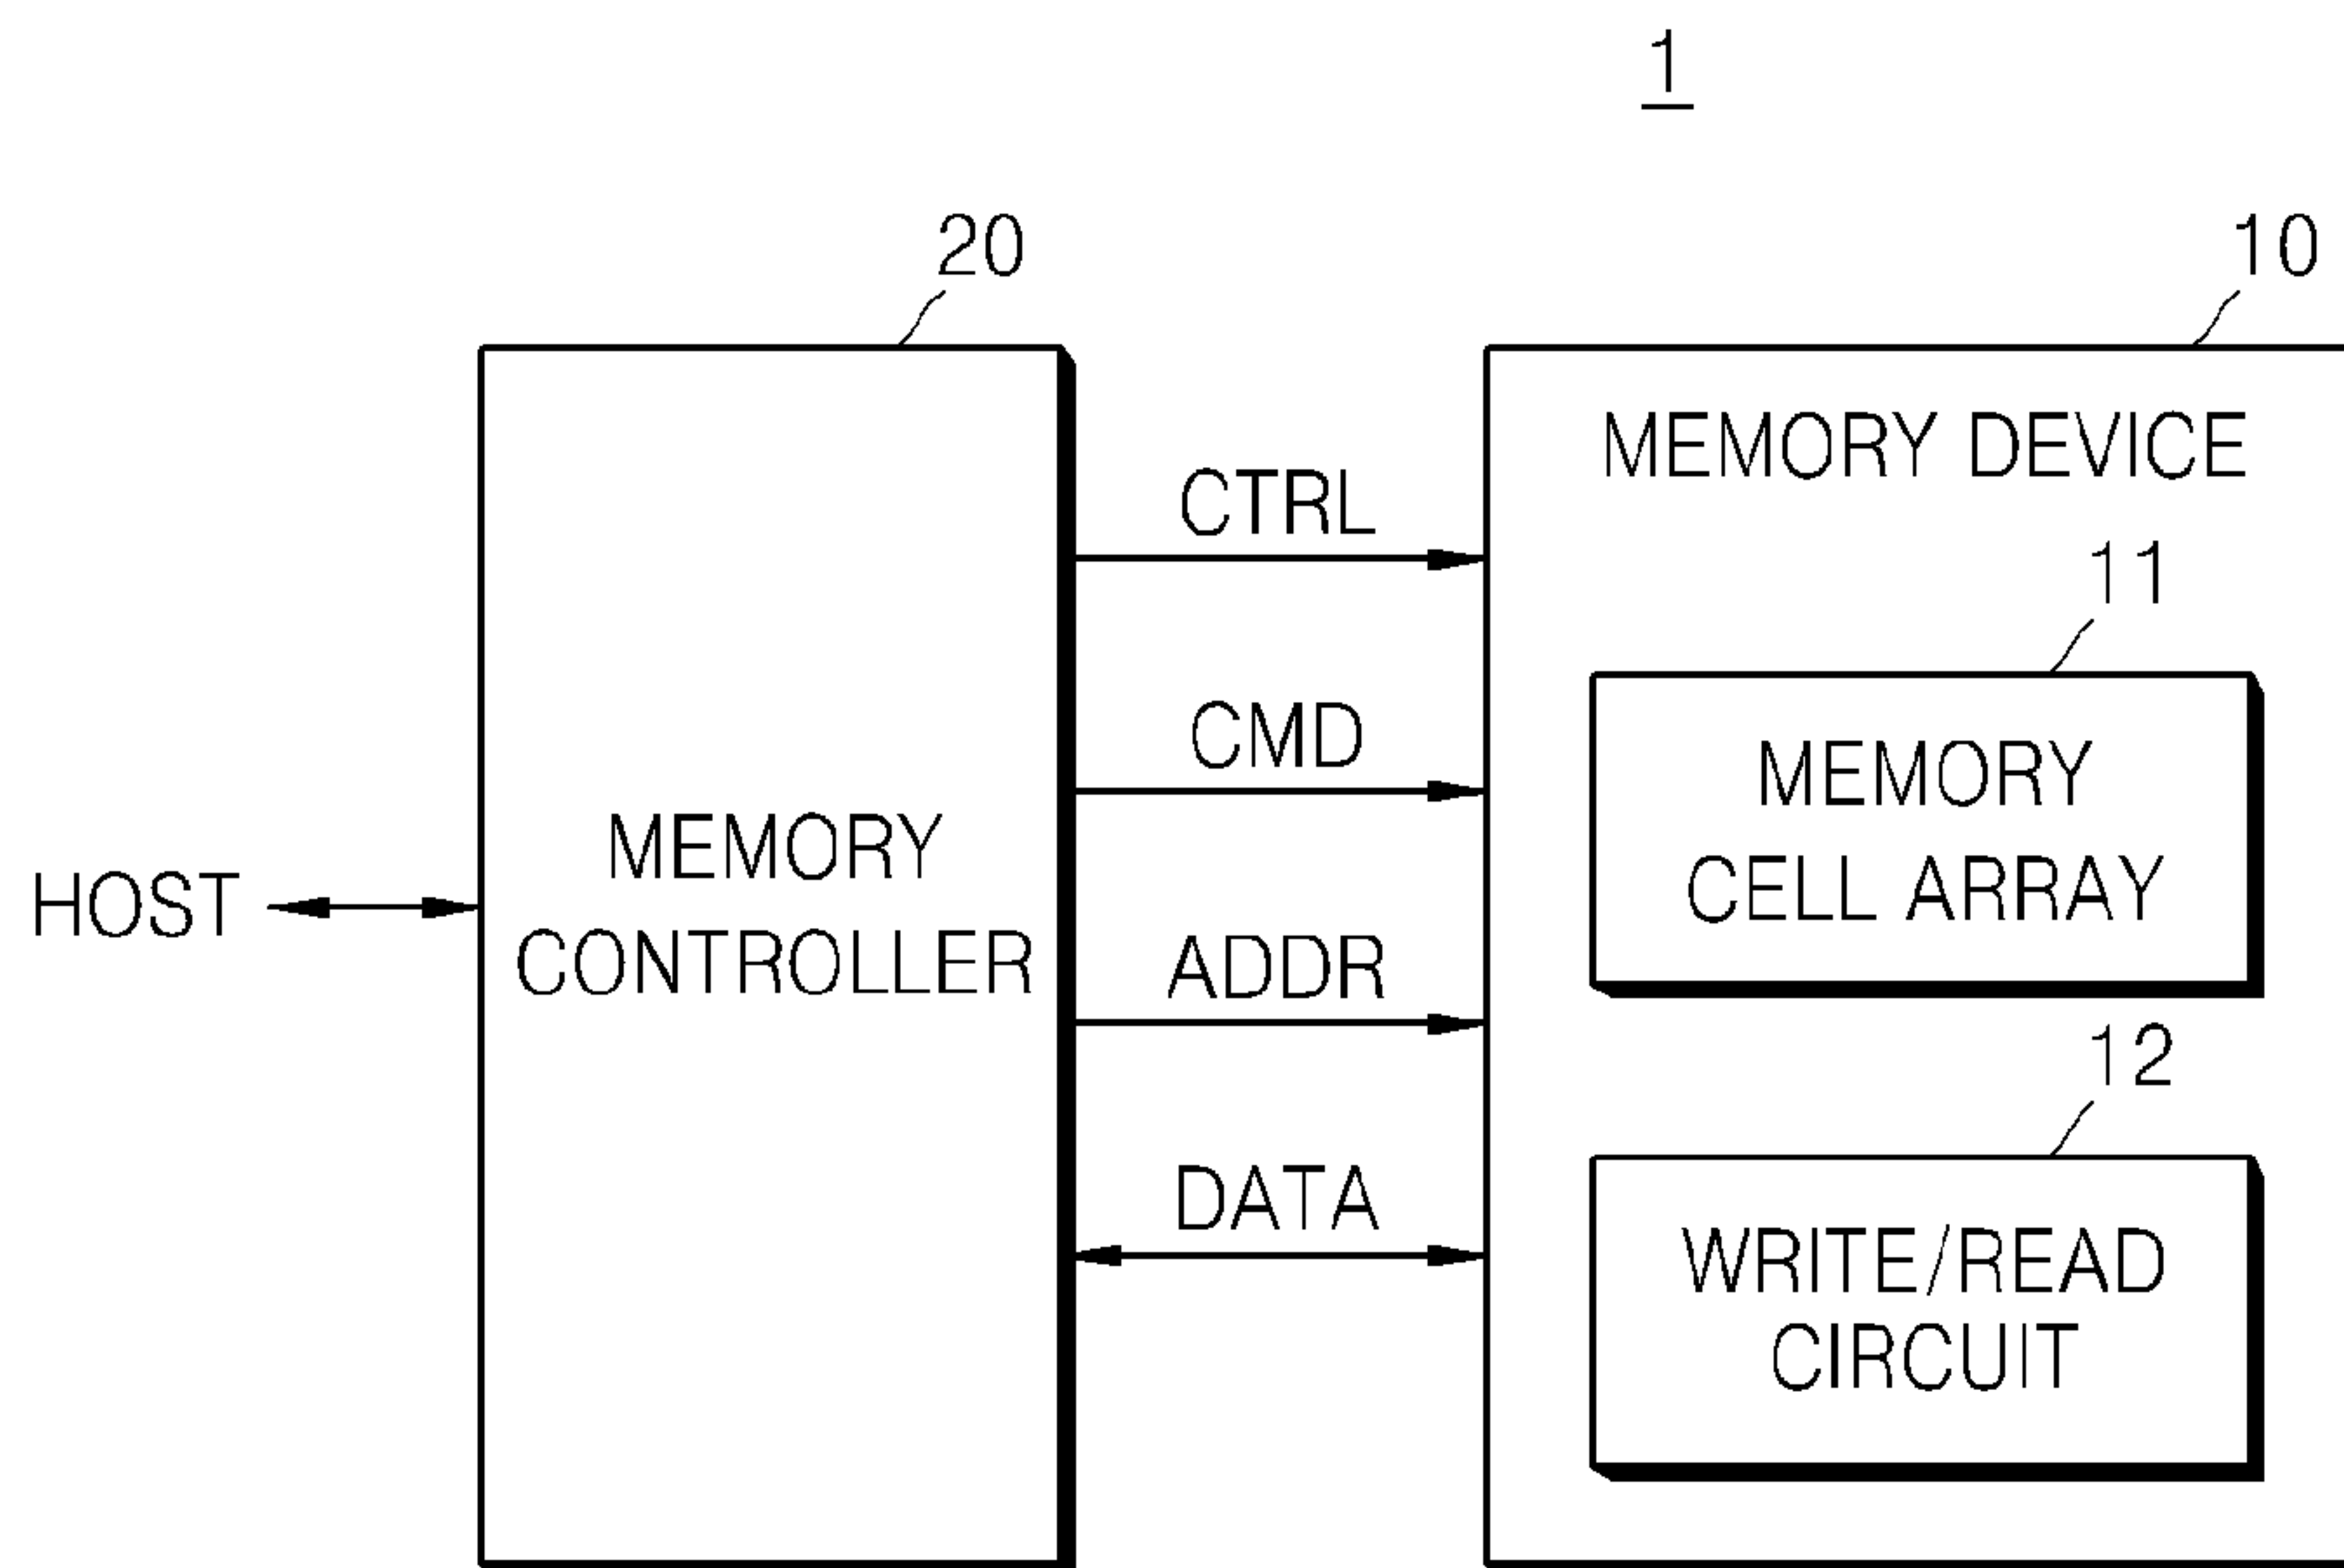 1
20
10
MEMORY DEVICE
CTRL
11
CMD
MEMORY
CELL ARRAY
MEMORY
CONTROLLER
HOST
ADDR
12
DATA
WRITE/READ
CIRCUIT